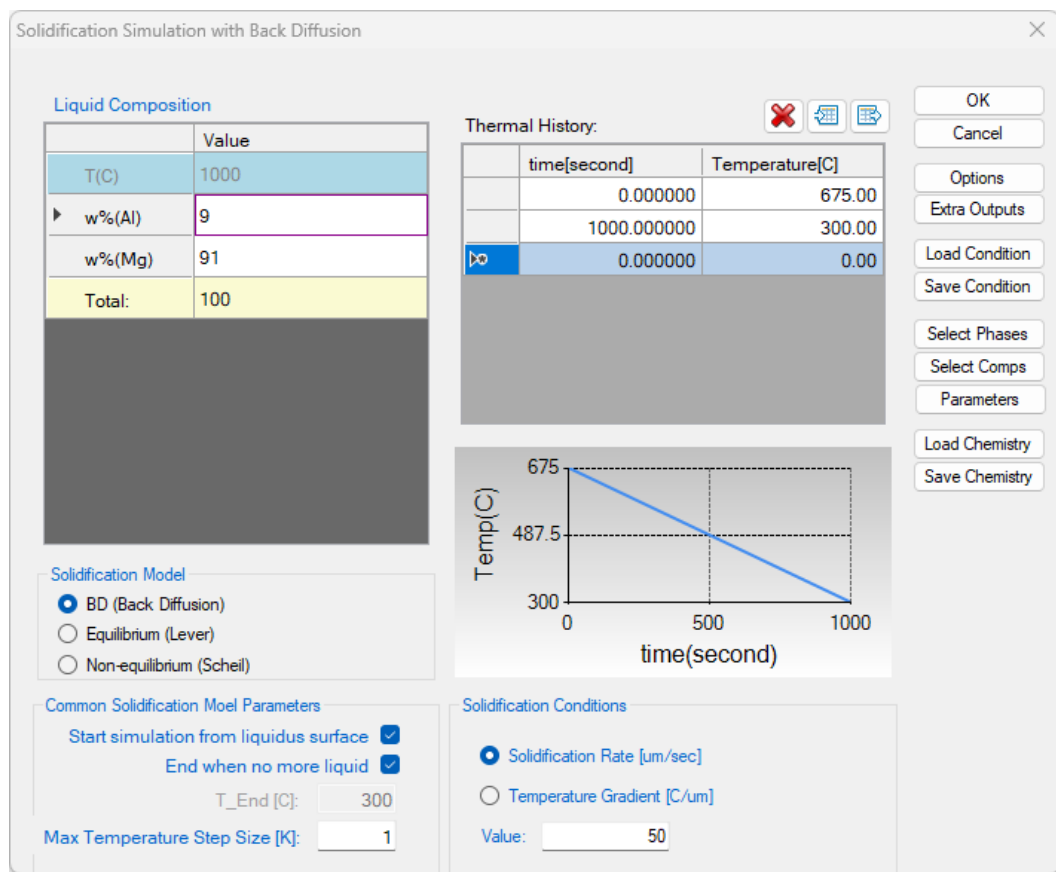 Solidification Simulation with Back Diffusion
Liquid Composition
Value
T(C) 1000
w%(Al) 9
w%(Mg) 91
Total: 100
Thermal History:
time[second] Temperature[C]
0.000000 675.00
1000.000000 300.00
0.000000 0.00
OK
Cancel
Options
Extra Outputs
Load Condition
Save Condition
Select Phases
Select Comps
Parameters
Load Chemistry
Save Chemistry
Temp(C)
675
487.5
300
0 500 1000
time(second)
Solidification Model
BD (Back Diffusion)
Equilibrium (Lever)
Non-equilibrium (Scheil)
Common Solidification Moel Parameters
Start simulation from liquidus surface
End when no more liquid
T_End [C]: 300
Max Temperature Step Size [K]: 1
Solidification Conditions
Solidification Rate [um/sec]
Temperature Gradient [C/um]
Value: 50